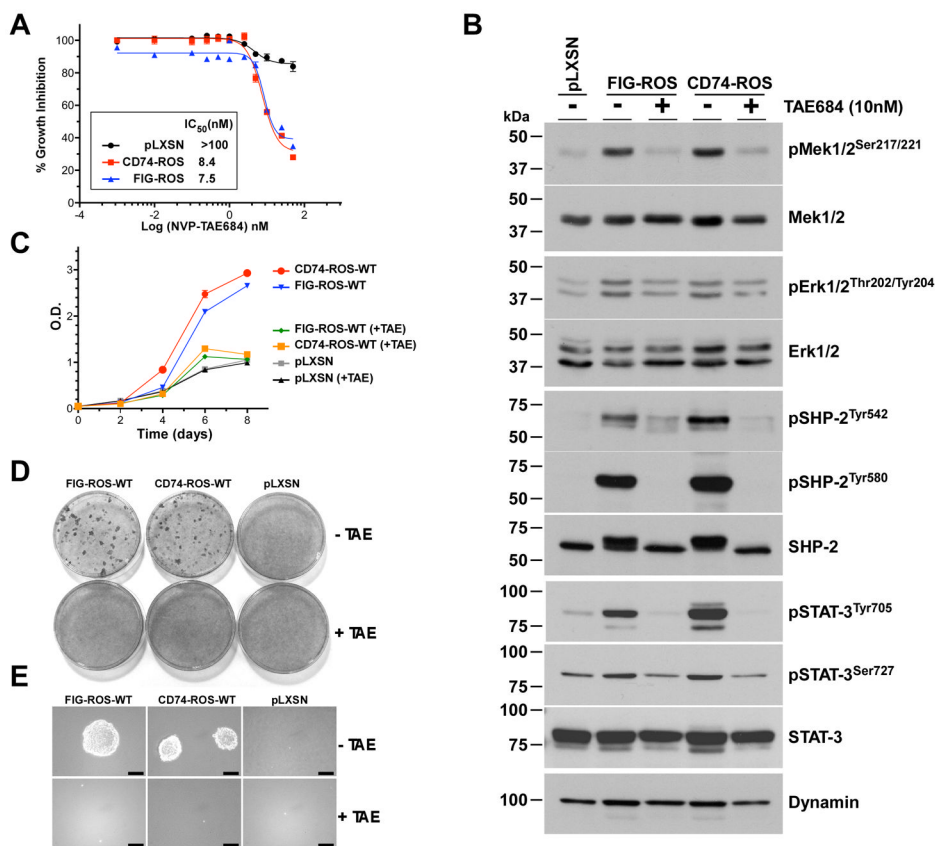 A
% Growth Inhibition
100
80
60
40
20
0
IC50(nM)
pLXSN >100
CD74-ROS 8.4
FIG-ROS 7.5
-4 -2 0 2 4
Log (NVP-TAE684) nM
C
O.D.
3
2
1
0
0 2 4 6 8
Time (days)
CD74-ROS-WT
FIG-ROS-WT
FIG-ROS-WT (+TAE)
CD74-ROS-WT (+TAE)
pLXSN
pLXSN (+TAE)
D
FIG-ROS-WT CD74-ROS-WT pLXSN
- TAE
+ TAE
E
FIG-ROS-WT CD74-ROS-WT pLXSN
- TAE
+ TAE
B
pLXSN FIG-ROS CD74-ROS
- - + - + TAE684 (10nM)
kDa
50
37
pMek1/2Ser217/221
50
37
Mek1/2
50
37
pErk1/2Thr202/Tyr204
50
37
Erk1/2
75
50
pSHP-2Tyr542
75
50
pSHP-2Tyr580
75
50
SHP-2
100
75
pSTAT-3Tyr705
100
75
pSTAT-3Ser727
100
75
STAT-3
100
Dynamin